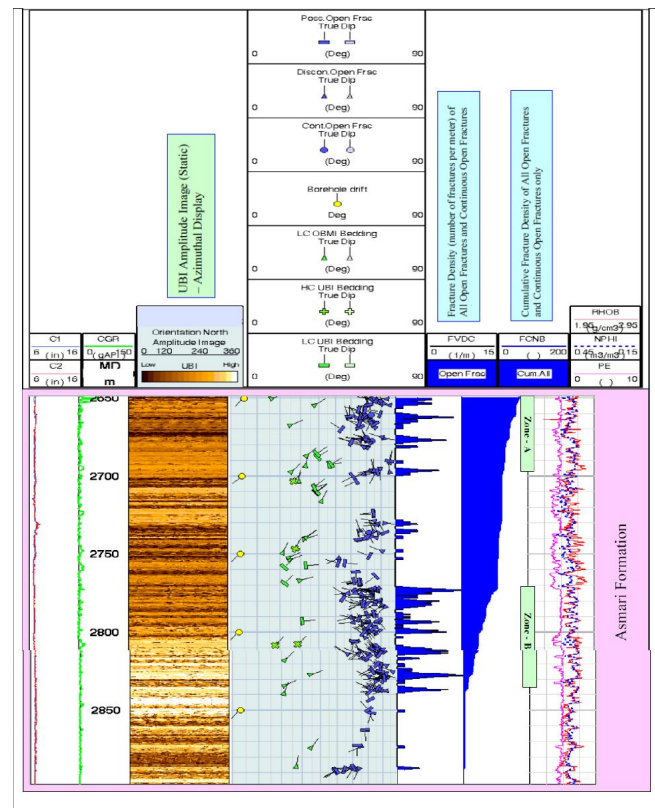 Poss.Open Frac
True Dip
0 (Deg) 90
Discon.Open Frac
True Dip
0 (Deg) 90
Cont.Open Frac
True Dip
0 (Deg) 90
Borehole drift
0 Deg 90
LC OBMI Bedding
True Dip
0 (Deg) 90
HC UBI Bedding
True Dip
0 (Deg) 90
LC UBI Bedding
True Dip
0 (Deg) 90
UBI Amplitude Image (Static)
– Azimuthal Display
Fracture Density (number of fractures per meter) of
All Open Fractures and Continuous Open Fractures
Cumulative Fracture Density of All Open Fractures
and Continuous Open Fractures only
C1
6 (in) 16
C2
6 (in) 16
CGR
0 (gAPI) 150
MD
m
Orientation North
Amplitude Image
0 120 240 360
Low UBI High
FVDC
0 (1/m) 15
Open Frac
FCNB
0 ( ) 200
Cum.All
RHOB
1.95 (g/cm3) 2.95
NPHI
0.45 (m3/m3) 0.15
PE
0 ( ) 10
2650
2700
2750
2800
2850
Zone - A
Zone - B
Asmari Formation